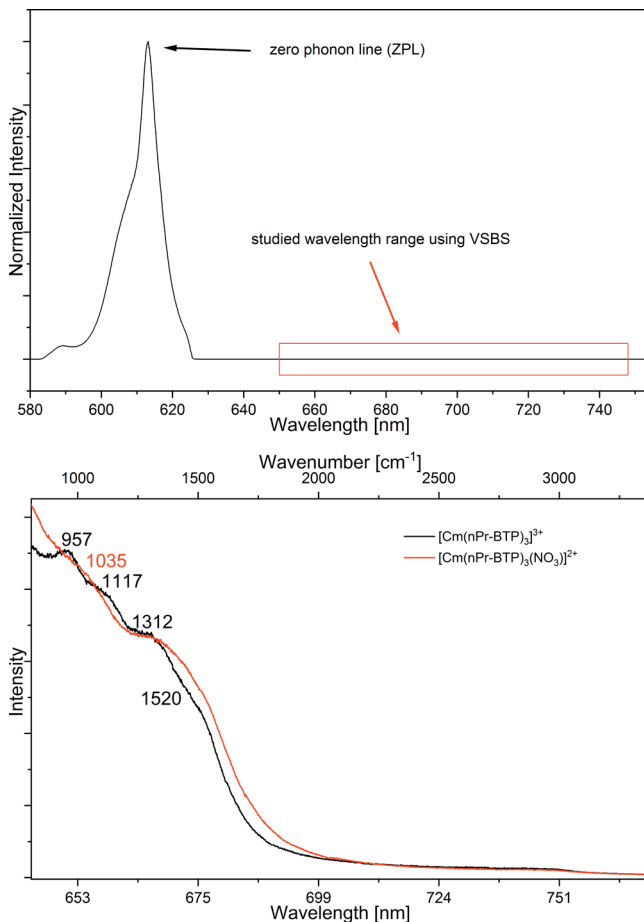 zero phonon line (ZPL)
studied wavelength range using VSBS
Normalized Intensity
580 600 620 640 660 680 700 720 740
Wavelength [nm]
Wavenumber [cm⁻¹]
1000 1500 2000 2500 3000
957
1035
1117
1312
1520
[Cm(nPr-BTP)₃]³⁺
[Cm(nPr-BTP)₃(NO₃)]²⁺
Intensity
653 675 699 724 751
Wavelength [nm]